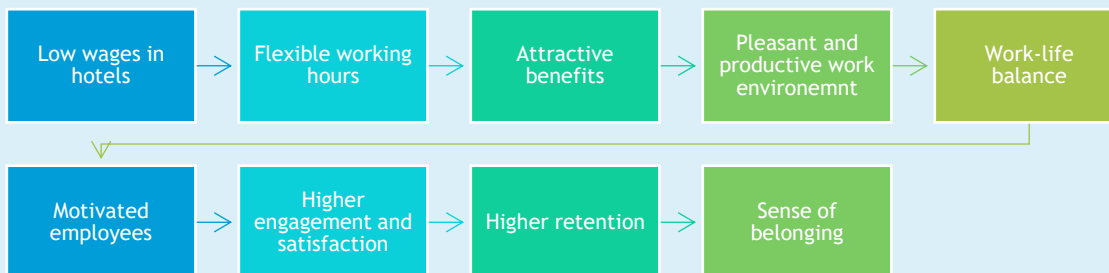 Low wages in
hotels
Flexible working
hours
Attractive
benefits
Pleasant and
productive work
environemnt
Work-life
balance
Motivated
employees
Higher
engagement and
satisfaction
Higher retention
Sense of
belonging